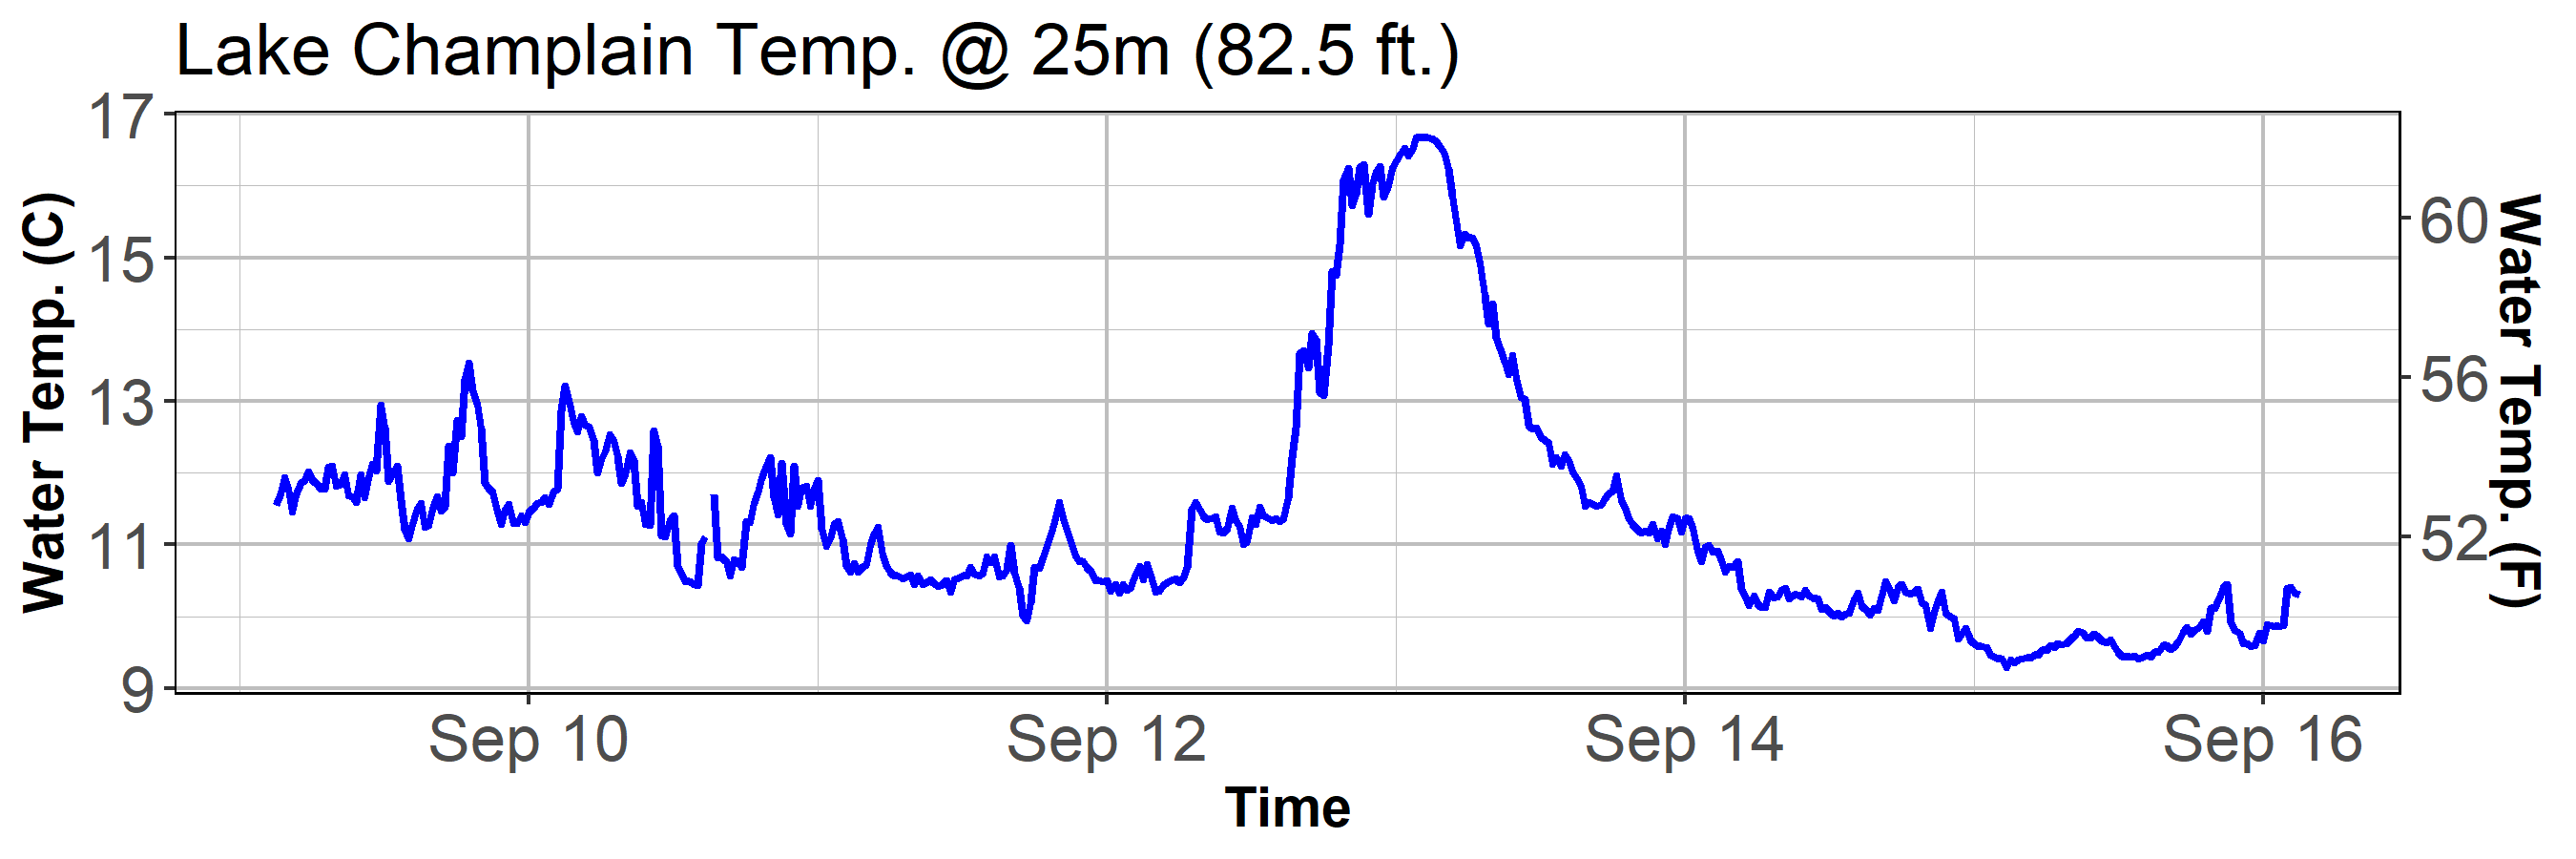 Lake Champlain Temp. @ 25m (82.5 ft.)
Water Temp. (C)
17
15
13
11
9
60
56
52
Water Temp. (F)
Sep 10
Sep 12
Sep 14
Sep 16
Time